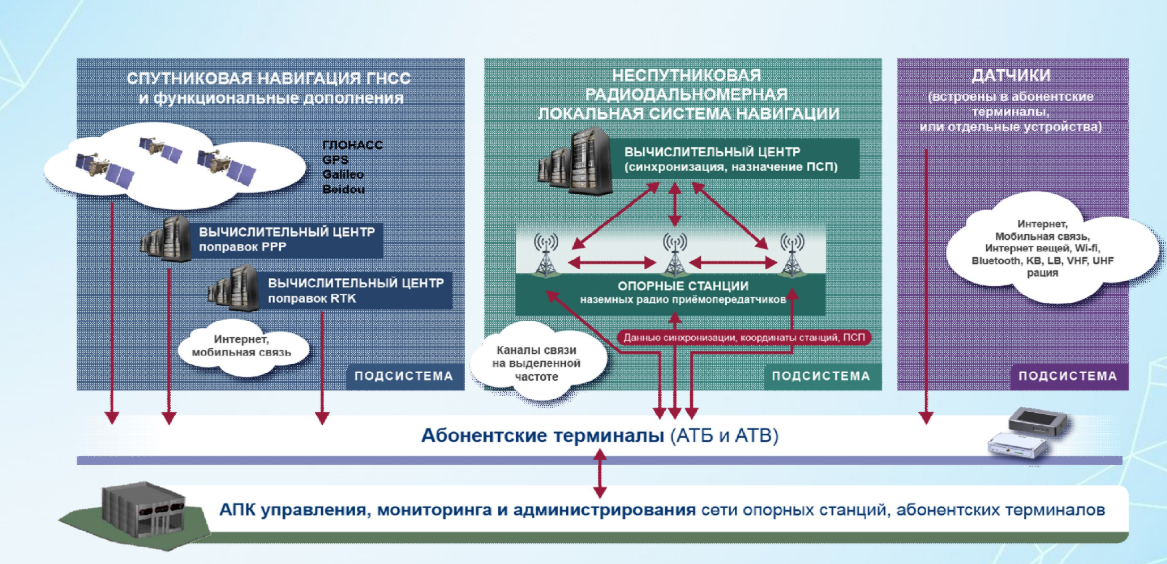 СПУТНИКОВАЯ НАВИГАЦИЯ ГНСС
и функциональные дополнения
ГЛОНАСС
GPS
Galileo
Beidou
ВЫЧИСЛИТЕЛЬНЫЙ ЦЕНТР
поправок PPP
ВЫЧИСЛИТЕЛЬНЫЙ ЦЕНТР
поправок RTK
Интернет,
мобильная связь
ПОДСИСТЕМА
НЕСПУТНИКОВАЯ
РАДИОДАЛЬНОМЕРНАЯ
ЛОКАЛЬНАЯ СИСТЕМА НАВИГАЦИИ
ВЫЧИСЛИТЕЛЬНЫЙ ЦЕНТР
(синхронизация, назначение ПСП)
ОПОРНЫЕ СТАНЦИИ
наземных радио приёмопередатчиков
Данные синхронизации, координаты станций, ПСП
Каналы связи
на выделенной
частоте
ПОДСИСТЕМА
ДАТЧИКИ
(встроены в абонентские
терминалы,
или отдельные устройства)
Интернет,
Мобильная связь,
Интернет вещей, Wi-fi,
Bluetooth, КВ, LB, VHF, UHF
рация
ПОДСИСТЕМА
Абонентские терминалы (АТБ и АТВ)
АПК управления, мониторинга и администрирования сети опорных станций, абонентских терминалов